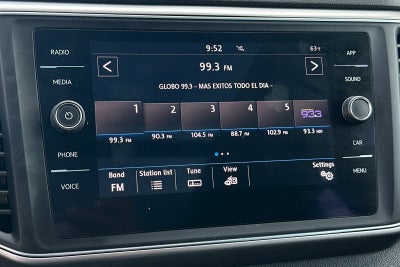 RADIO
MEDIA
PHONE
VOICE
9:52
63°F
99.3 FM
GLOBO 99.3 - MAS EXITOS TODO EL DIA -
1 2 3 4 5
93.3
99.3 FM 90.3 FM 104.5 FM 88.7 FM 102.9 FM 93.3 HD1
Band FM
Station list
Tune
View
Settings
APP
SOUND
CAR
MENU